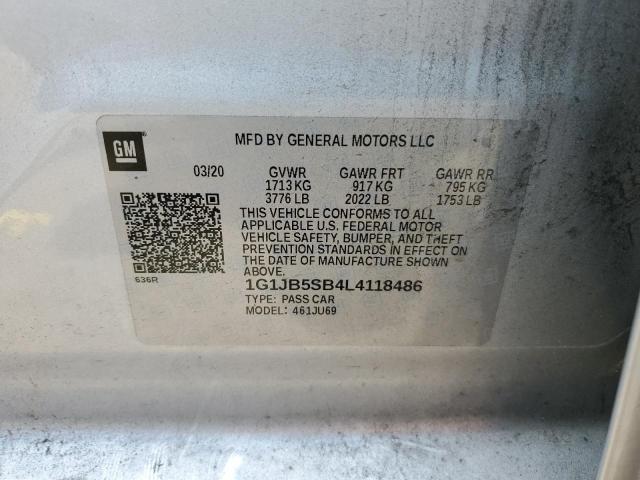 GM
MFD BY GENERAL MOTORS LLC
03/20 GVWR GAWR FRT GAWR RR
1713 KG 917 KG 795 KG
3776 LB 2022 LB 1753 LB
THIS VEHICLE CONFORMS TO ALL
APPLICABLE U.S. FEDERAL MOTOR
VEHICLE SAFETY, BUMPER, AND THEFT
PREVENTION STANDARDS IN EFFECT ON
THE DATE OF MANUFACTURE SHOWN
ABOVE.
636R
1G1JB5SB4L4118486
TYPE: PASS CAR
MODEL: 461JU69